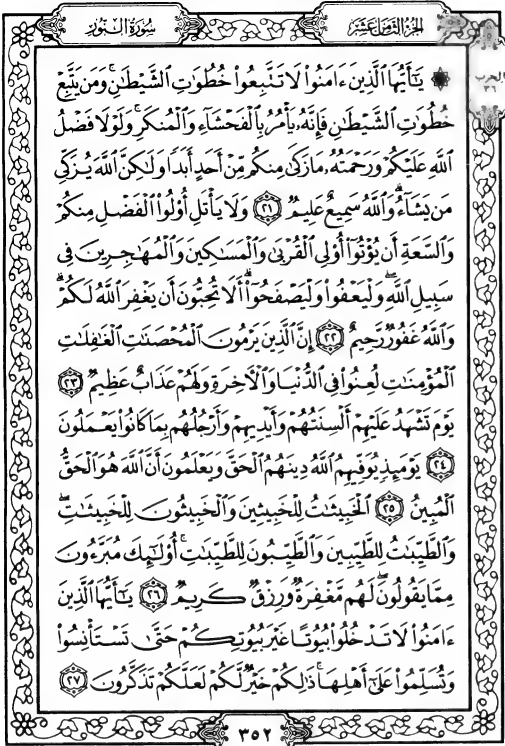 الجزء الثامن عشر
سورة النور
الحزب
٣٦
۞ يَٰٓأَيُّهَا ٱلَّذِينَ ءَامَنُواْ لَا تَتَّبِعُواْ خُطُوَٰتِ ٱلشَّيْطَٰنِ ۚ وَمَن يَتَّبِعْ
خُطُوَٰتِ ٱلشَّيْطَٰنِ فَإِنَّهُۥ يَأْمُرُ بِٱلْفَحْشَآءِ وَٱلْمُنكَرِ ۚ وَلَوْلَا فَضْلُ
ٱللَّهِ عَلَيْكُمْ وَرَحْمَتُهُۥ مَا زَكَىٰ مِنكُم مِّنْ أَحَدٍ أَبَدًا وَلَٰكِنَّ ٱللَّهَ يُزَكِّى
مَن يَشَآءُ ۗ وَٱللَّهُ سَمِيعٌ عَلِيمٌ ٢١ وَلَا يَأْتَلِ أُوْلُواْ ٱلْفَضْلِ مِنكُمْ
وَٱلسَّعَةِ أَن يُؤْتُوٓاْ أُوْلِى ٱلْقُرْبَىٰ وَٱلْمَسَٰكِينَ وَٱلْمُهَٰجِرِينَ فِى
سَبِيلِ ٱللَّهِ ۖ وَلْيَعْفُواْ وَلْيَصْفَحُوٓاْ ۗ أَلَا تُحِبُّونَ أَن يَغْفِرَ ٱللَّهُ لَكُمْ ۗ
وَٱللَّهُ غَفُورٌ رَّحِيمٌ ٢٢ إِنَّ ٱلَّذِينَ يَرْمُونَ ٱلْمُحْصَنَٰتِ ٱلْغَٰفِلَٰتِ
ٱلْمُؤْمِنَٰتِ لُعِنُواْ فِى ٱلدُّنْيَا وَٱلْءَاخِرَةِ وَلَهُمْ عَذَابٌ عَظِيمٌ ٢٣
يَوْمَ تَشْهَدُ عَلَيْهِمْ أَلْسِنَتُهُمْ وَأَيْدِيهِمْ وَأَرْجُلُهُم بِمَا كَانُواْ يَعْمَلُونَ
٢٤ يَوْمَئِذٍ يُوَفِّيهِمُ ٱللَّهُ دِينَهُمُ ٱلْحَقَّ وَيَعْلَمُونَ أَنَّ ٱللَّهَ هُوَ ٱلْحَقُّ
ٱلْمُبِينُ ٢٥ ٱلْخَبِيثَٰتُ لِلْخَبِيثِينَ وَٱلْخَبِيثُونَ لِلْخَبِيثَٰتِ ۖ
وَٱلطَّيِّبَٰتُ لِلطَّيِّبِينَ وَٱلطَّيِّبُونَ لِلطَّيِّبَٰتِ ۚ أُوْلَٰٓئِكَ مُبَرَّءُونَ
مِمَّا يَقُولُونَ ۖ لَهُم مَّغْفِرَةٌ وَرِزْقٌ كَرِيمٌ ٢٦ يَٰٓأَيُّهَا ٱلَّذِينَ
ءَامَنُواْ لَا تَدْخُلُواْ بُيُوتًا غَيْرَ بُيُوتِكُمْ حَتَّىٰ تَسْتَأْنِسُواْ
وَتُسَلِّمُواْ عَلَىٰٓ أَهْلِهَا ۚ ذَٰلِكُمْ خَيْرٌ لَّكُمْ لَعَلَّكُمْ تَذَكَّرُونَ ٢٧
٣٥٢